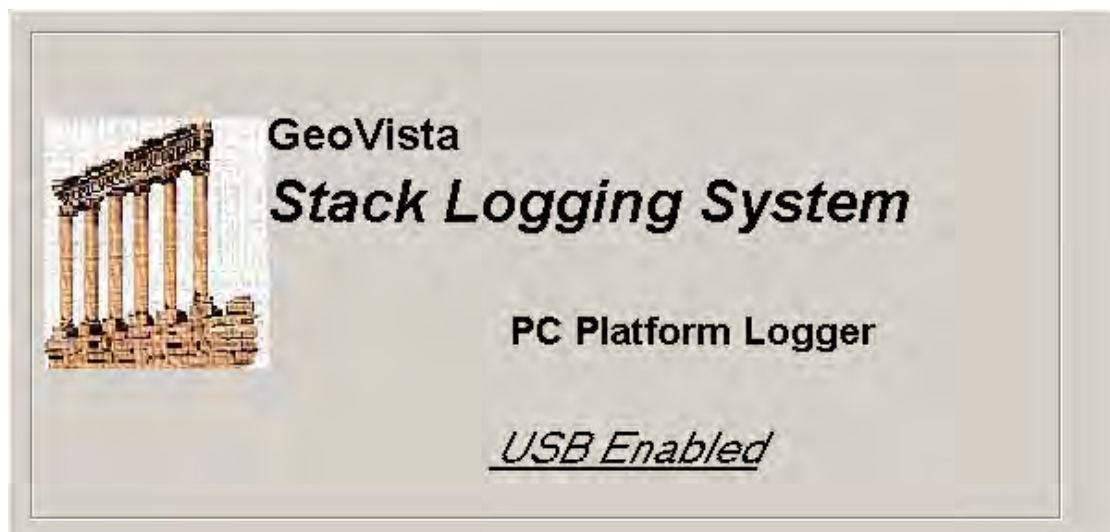 GeoVista
Stack Logging System
PC Platform Logger
USB Enabled